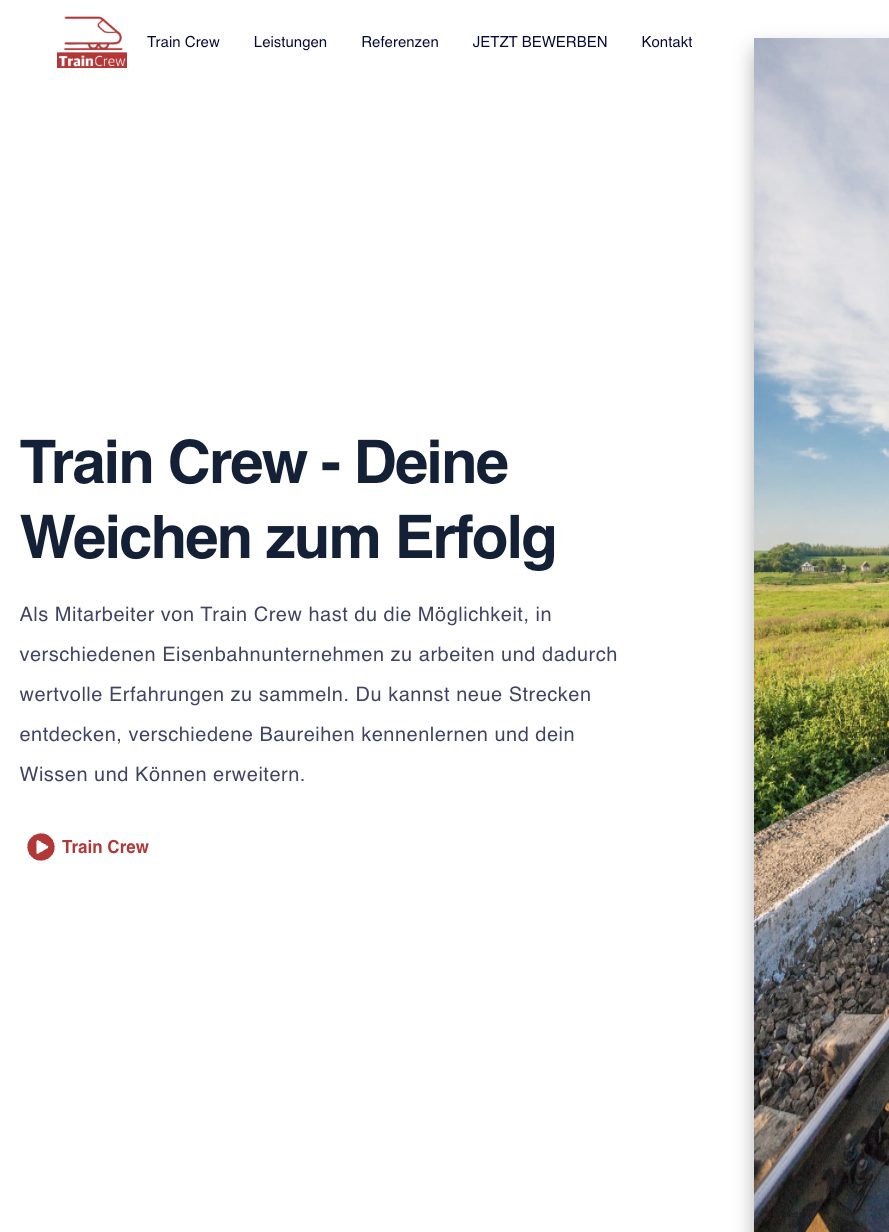 TrainCrew
Train Crew
Leistungen
Referenzen
JETZT BEWERBEN
Kontakt
Train Crew - Deine
Weichen zum Erfolg
Als Mitarbeiter von Train Crew hast du die Möglichkeit, in
verschiedenen Eisenbahnunternehmen zu arbeiten und dadurch
wertvolle Erfahrungen zu sammeln. Du kannst neue Strecken
entdecken, verschiedene Baureihen kennenlernen und dein
Wissen und Können erweitern.
Train Crew